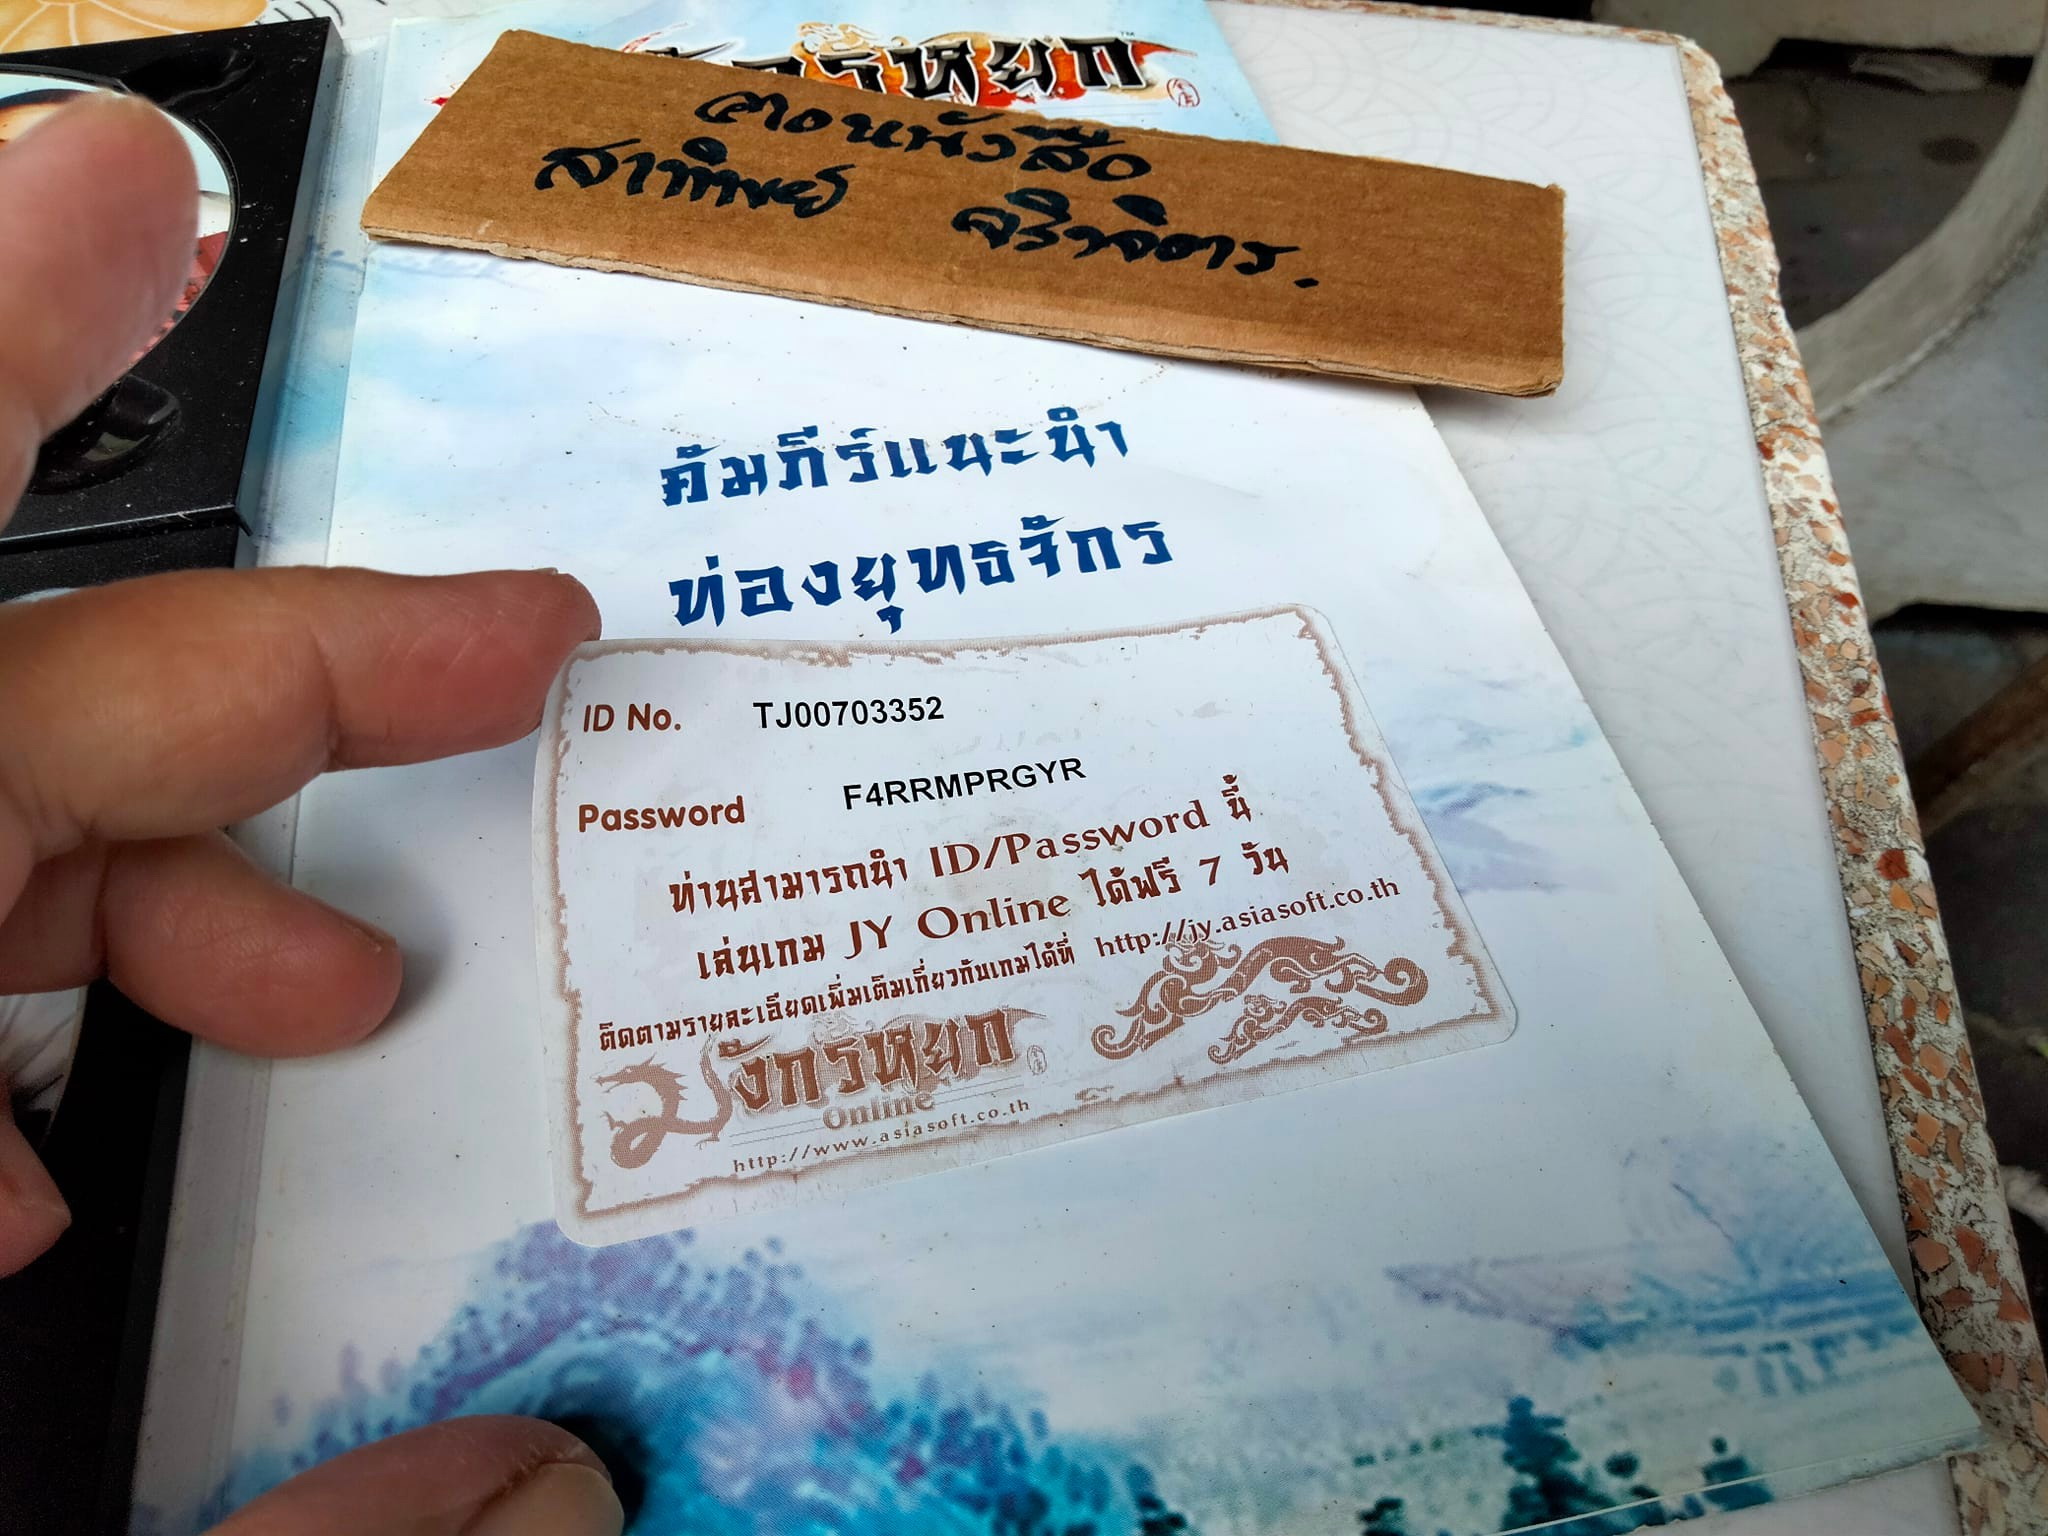 มังกรหยก™
คลังหนังสือ
สาทิพย์ จริาจิตาร.
คัมภีร์แนะนำ
ท่องยุทธจักร
ID No. TJ00703352
Password F4RRMPRGYR
ท่านสามารถนำ ID/Password นี้
เล่นเกม JY Online ได้ฟรี 7 วัน
ติดตามรายละเอียดเพิ่มเติมเกี่ยวกับเกมได้ที่ http://jy.asiasoft.co.th
มังกรหยก
Online
http://www.asiasoft.co.th